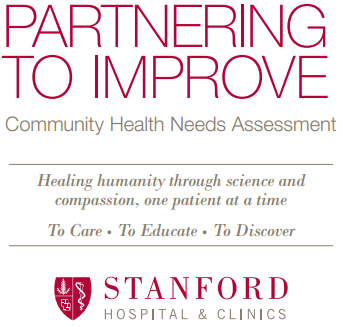 PARTNERING
TO IMPROVE
Community Health Needs Assessment
Healing humanity through science and
compassion, one patient at a time
To Care • To Educate • To Discover
STANFORD
HOSPITAL & CLINICS